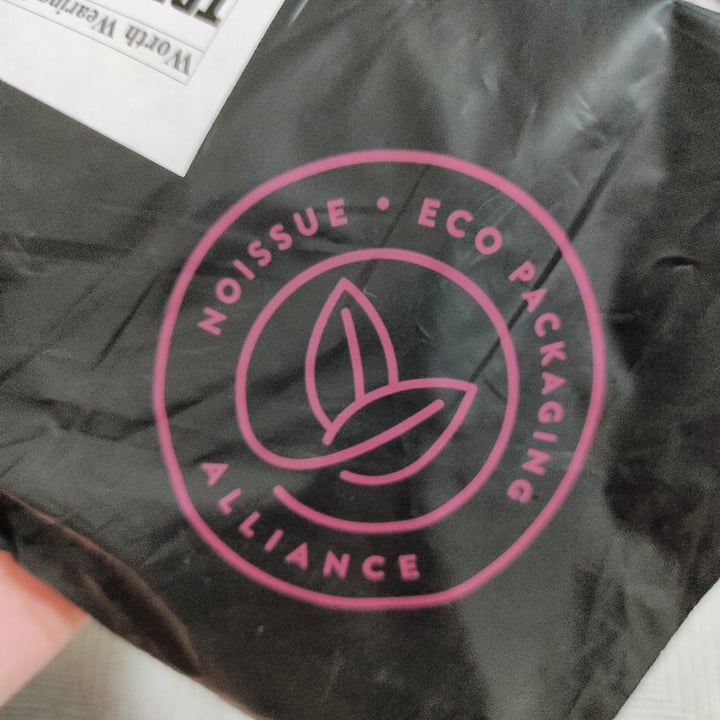 Worth Wearing
NOISSUE • ECO PACKAGING
ALLIANCE